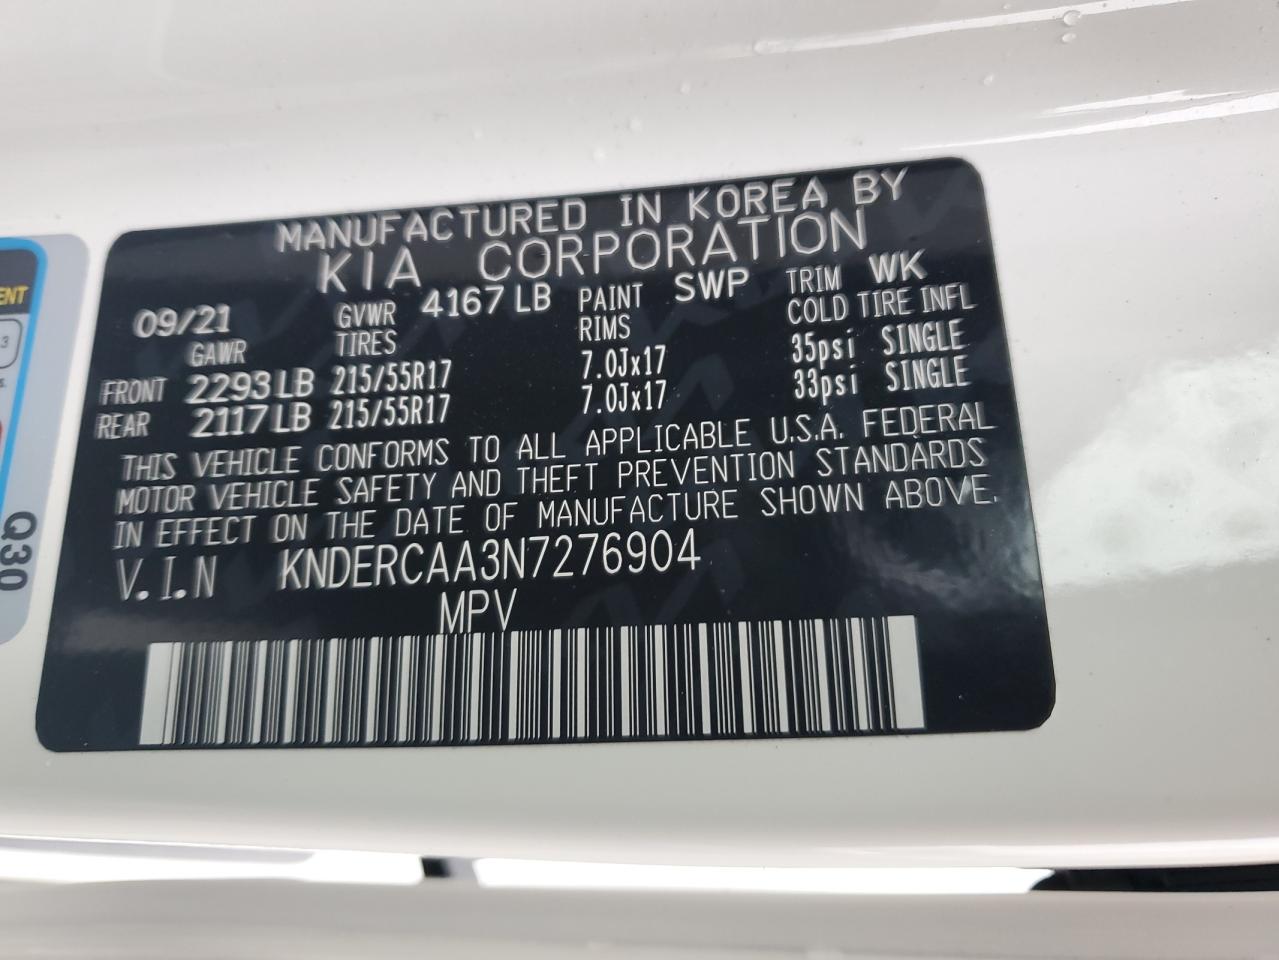 MANUFACTURED IN KOREA BY
KIA CORPORATION
09/21 GVWR 4167 LB PAINT SWP TRIM WK
GAWR TIRES RIMS COLD TIRE INFL
FRONT 2293 LB 215/55R17 7.0Jx17 35psi SINGLE
REAR 2117 LB 215/55R17 7.0Jx17 33psi SINGLE
THIS VEHICLE CONFORMS TO ALL APPLICABLE U.S.A. FEDERAL
MOTOR VEHICLE SAFETY AND THEFT PREVENTION STANDARDS
IN EFFECT ON THE DATE OF MANUFACTURE SHOWN ABOVE.
V.I.N KNDERCAA3N7276904
MPV
ENT
3
s.
Q30